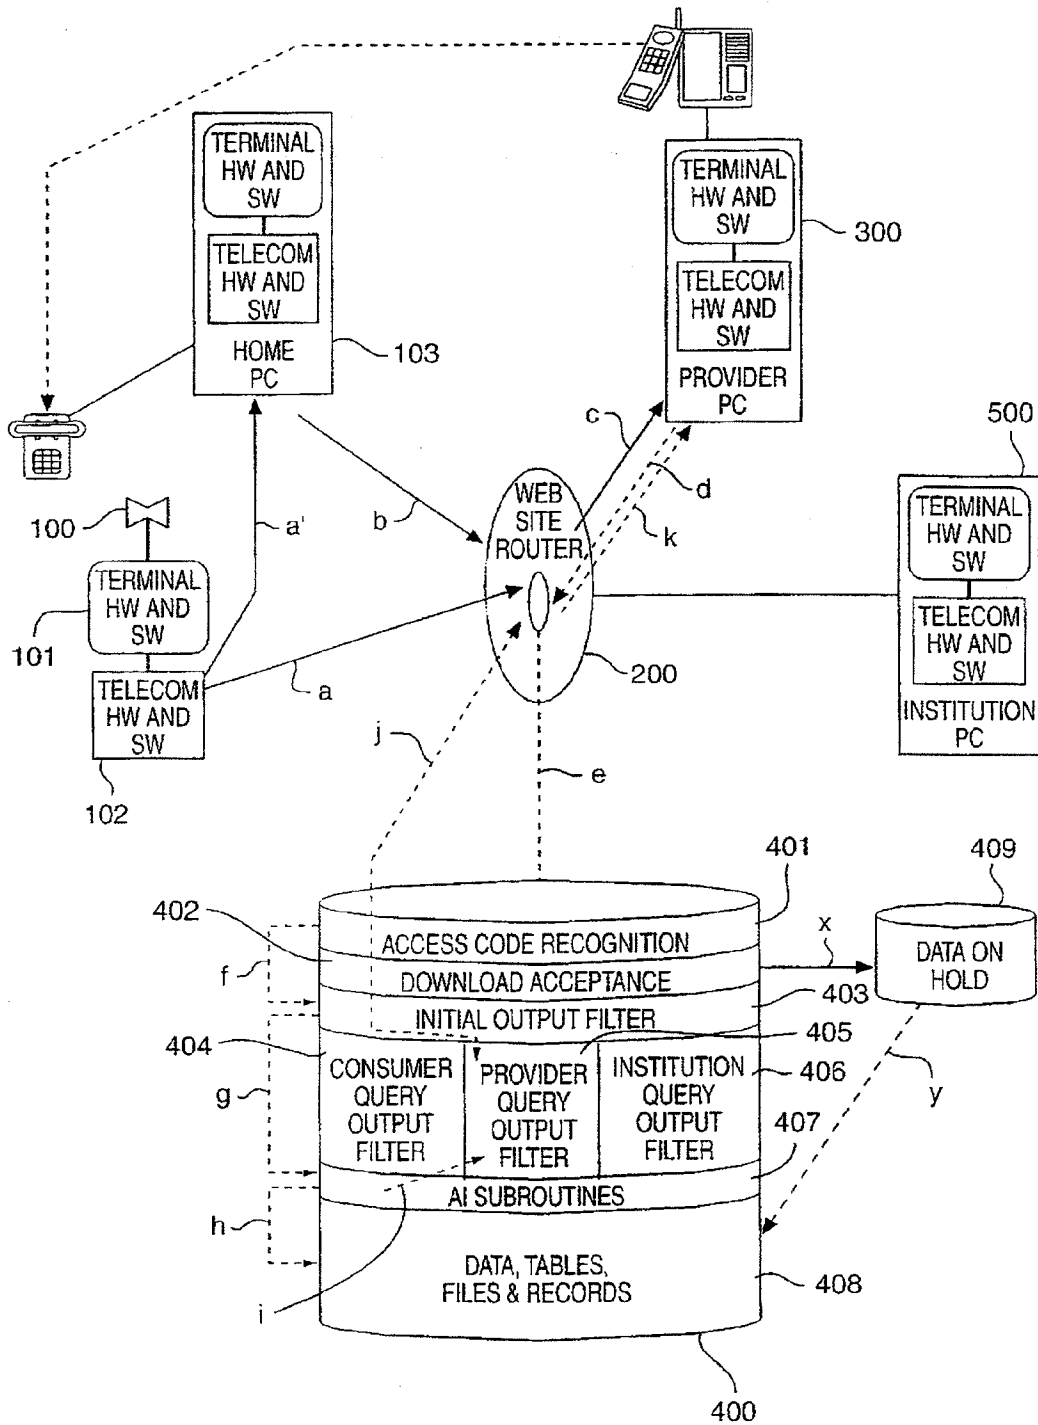 TERMINAL
HW AND
SW
TELECOM
HW AND
SW
HOME
PC
103
TERMINAL
HW AND
SW
TELECOM
HW AND
SW
PROVIDER
PC
300
500
TERMINAL
HW AND
SW
TELECOM
HW AND
SW
INSTITUTION
PC
100
TERMINAL
HW AND
SW
101
TELECOM
HW AND
SW
102
a'
b
a
c
d
k
WEB
SITE
ROUTER
200
j
e
401
402
409
ACCESS CODE RECOGNITION
DOWNLOAD ACCEPTANCE
INITIAL OUTPUT FILTER
403
x
DATA ON
HOLD
f
404
405
CONSUMER
QUERY
OUTPUT
FILTER
PROVIDER
QUERY
OUTPUT
FILTER
INSTITUTION
QUERY
OUTPUT
FILTER
406
g
407
y
AI SUBROUTINES
h
DATA, TABLES,
FILES & RECORDS
408
i
400